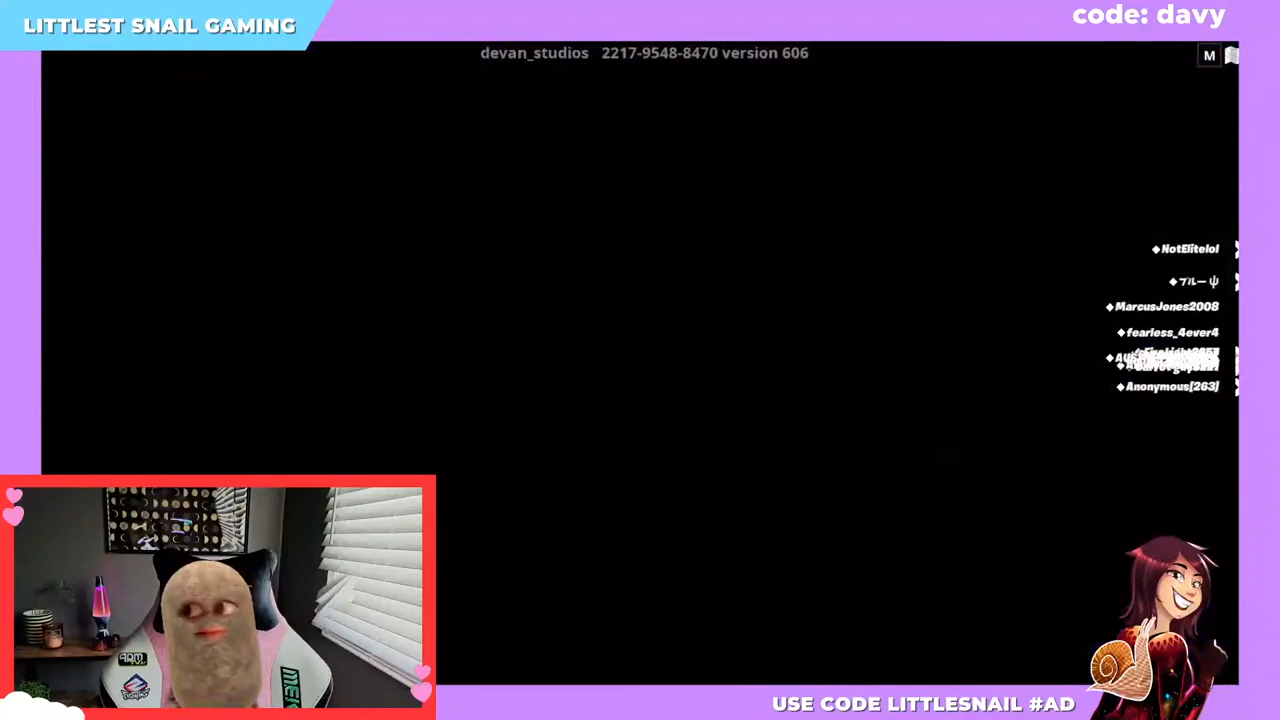 LITTLEST SNAIL GAMING
code: davy
devan_studios 2217-9548-8470 version 606
M
NotElitelol
ブルーψ
MarcusJones2008
fearless_4ever4
Anonymous[263]
USE CODE LITTLESNAIL #AD